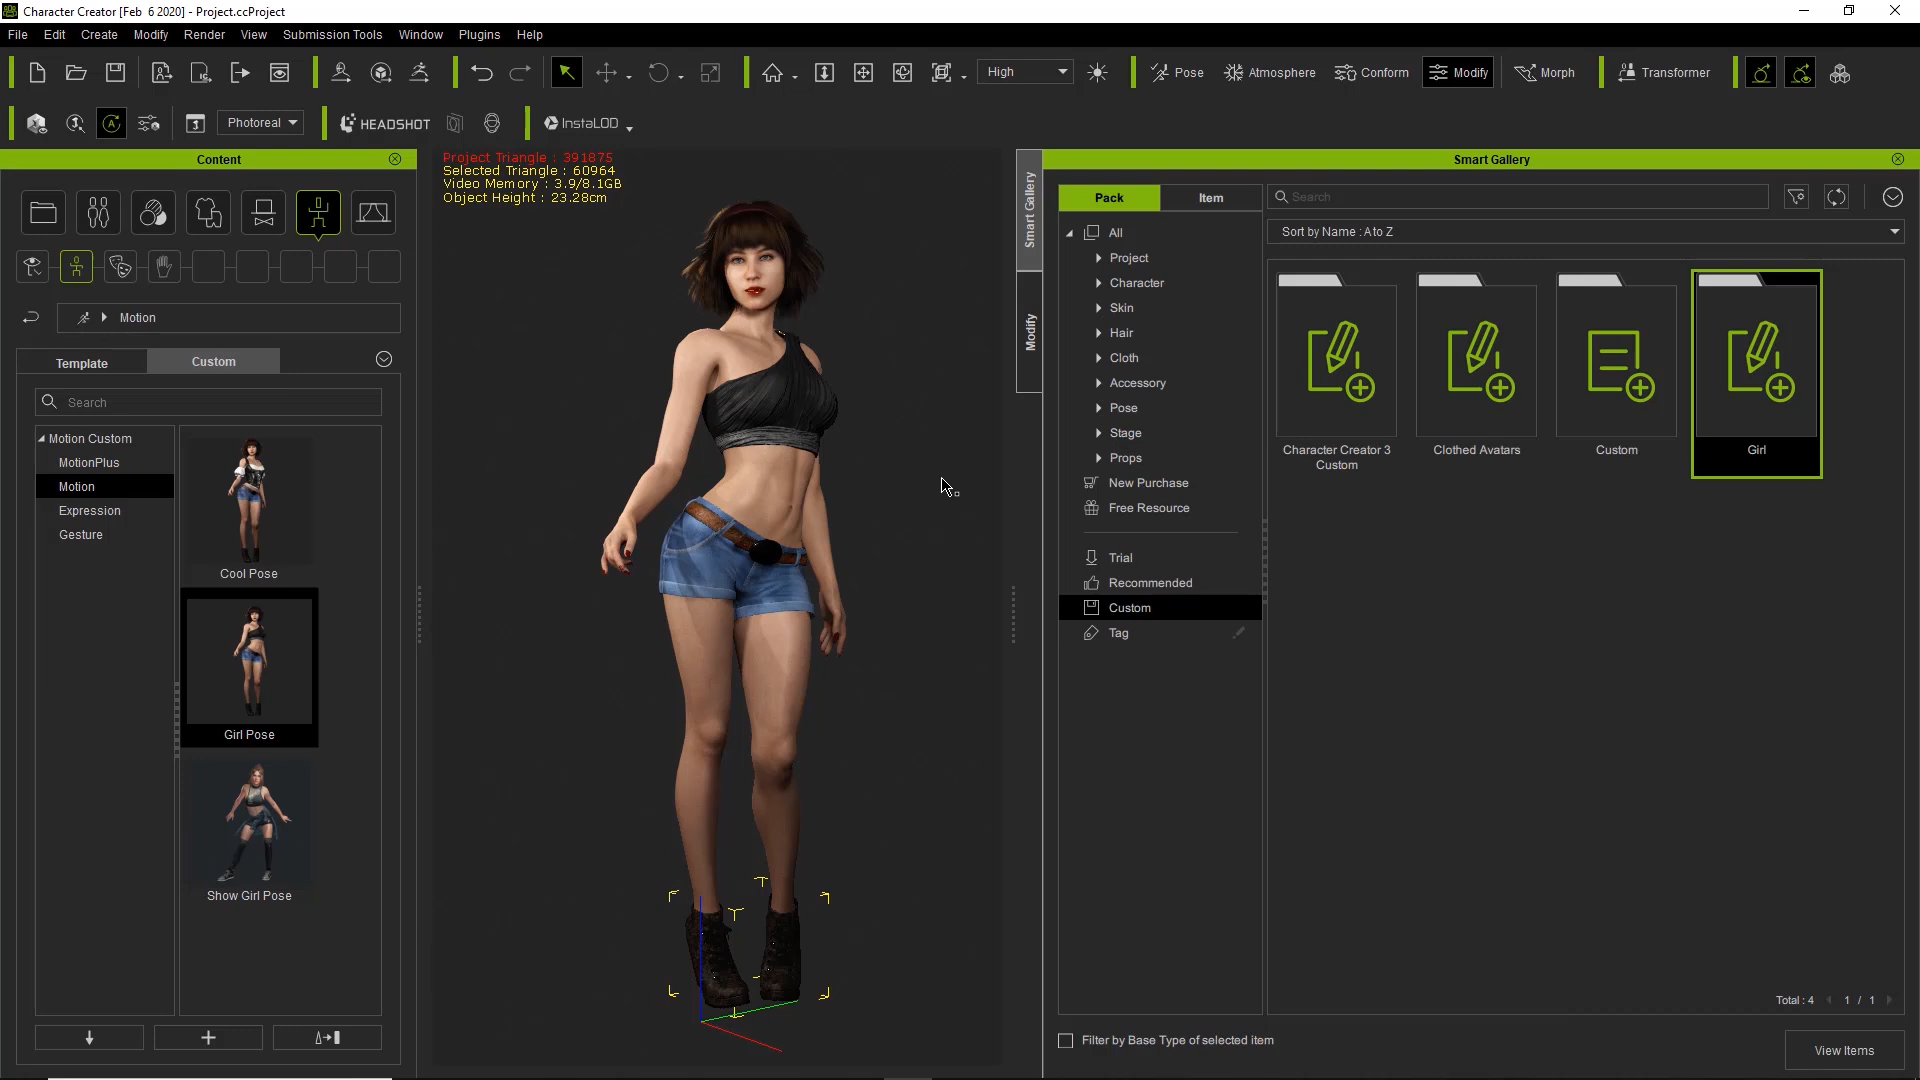 Character Creator [Feb  6 2020] - Project.ccProject
File Edit Create Modify Render View Submission Tools Window Plugins Help
High Pose Atmosphere Conform Modify Morph Transformer
Photoreal HEADSHOT InstaLOD
Content
Motion
Template Custom
Search
Motion Custom
MotionPlus
Motion
Expression
Gesture
Cool Pose
Girl Pose
Show Girl Pose
Project Triangle : 391875
Selected Triangle : 60964
Video Memory : 3.9/8.1GB
Object Height : 23.28cm
Smart Gallery
Modify
Smart Gallery
Pack Item Search
Sort by Name : A to Z
All
Project
Character
Skin
Hair
Cloth
Accessory
Pose
Stage
Props
New Purchase
Free Resource
Trial
Recommended
Custom
Tag
Character Creator 3
Custom
Clothed Avatars
Custom
Girl
Total : 4 1 / 1
Filter by Base Type of selected item
View Items